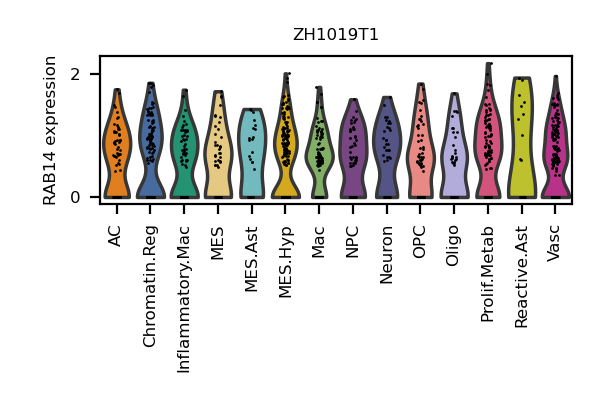 ZH1019T1
RAB14 expression
2
0
AC
Chromatin.Reg
Inflammatory.Mac
MES
MES.Ast
MES.Hyp
Mac
NPC
Neuron
OPC
Oligo
Prolif.Metab
Reactive.Ast
Vasc